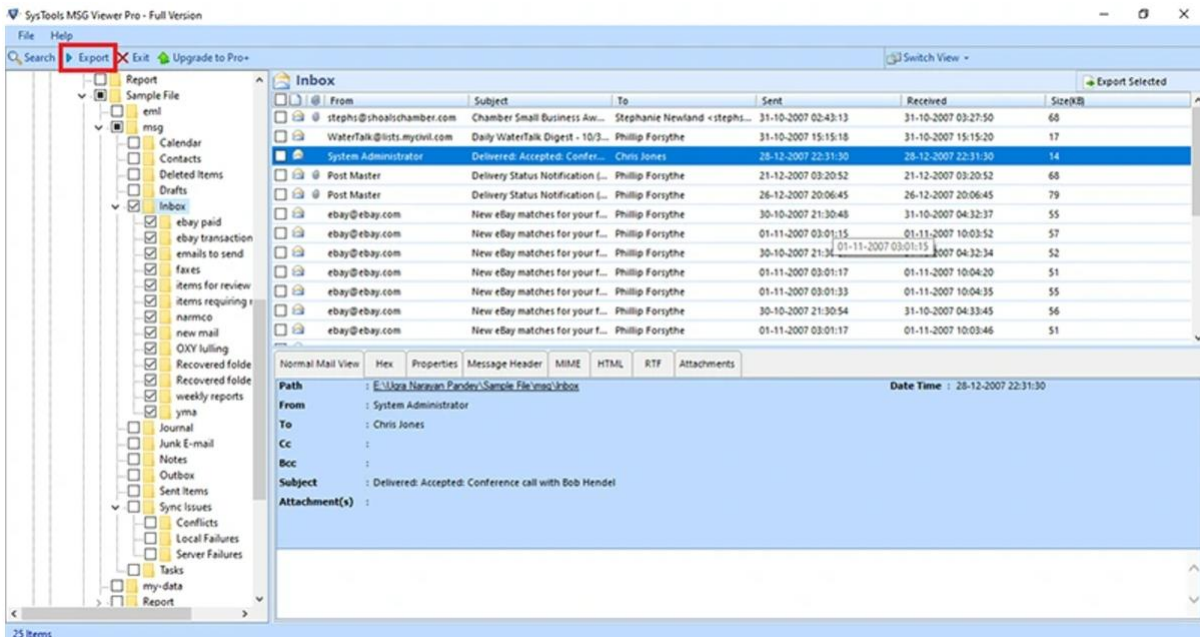 SysTools MSG Viewer Pro - Full Version
File Help
Search Export Exit Upgrade to Pro+ Switch View
Report
Sample File
eml
msg
Calendar
Contacts
Deleted Items
Drafts
Inbox
ebay paid
ebay transaction
emails to send
faxes
items for review
items requiring
narmco
new mail
OXY lulling
Recovered folde
Recovered folde
weekly reports
yma
Journal
Junk E-mail
Notes
Outbox
Sent Items
Sync Issues
Conflicts
Local Failures
Server Failures
Tasks
my-data
Report
25 Items
Inbox
Export Selected
From Subject To Sent Received Size(KB)
stephs@shoalschamber.com Chamber Small Business Aw... Stephanie Newland <stephs... 31-10-2007 02:43:13 31-10-2007 03:27:50 68
WaterTalk@lists.mycivil.com Daily WaterTalk Digest - 10/3... Phillip Forsythe 31-10-2007 15:15:18 31-10-2007 15:15:20 17
System Administrator Delivered: Accepted: Confer... Chris Jones 28-12-2007 22:31:30 28-12-2007 22:31:30 14
Post Master Delivery Status Notification (... Phillip Forsythe 21-12-2007 03:20:52 21-12-2007 03:20:52 68
Post Master Delivery Status Notification (... Phillip Forsythe 26-12-2007 20:06:45 26-12-2007 20:06:45 79
ebay@ebay.com New eBay matches for your f... Phillip Forsythe 30-10-2007 21:30:48 31-10-2007 04:32:37 55
ebay@ebay.com New eBay matches for your f... Phillip Forsythe 01-11-2007 03:01:15 01-11-2007 10:03:52 57
01-11-2007 03:01:15
ebay@ebay.com New eBay matches for your f... Phillip Forsythe 30-10-2007 04:32:34 52
ebay@ebay.com New eBay matches for your f... Phillip Forsythe 01-11-2007 03:01:17 01-11-2007 10:04:20 51
ebay@ebay.com New eBay matches for your f... Phillip Forsythe 01-11-2007 03:01:33 01-11-2007 10:04:35 55
ebay@ebay.com New eBay matches for your f... Phillip Forsythe 30-10-2007 21:30:54 31-10-2007 04:33:45 56
ebay@ebay.com New eBay matches for your f... Phillip Forsythe 01-11-2007 03:01:17 01-11-2007 10:03:46 51
Normal Mail View Hex Properties Message Header MIME HTML RTF Attachments
Path : E:\Ugra Narayan Pandey\Sample File\msg\Inbox Date Time : 28-12-2007 22:31:30
From : System Administrator
To : Chris Jones
Cc :
Bcc :
Subject : Delivered: Accepted: Conference call with Bob Hendel
Attachment(s) :